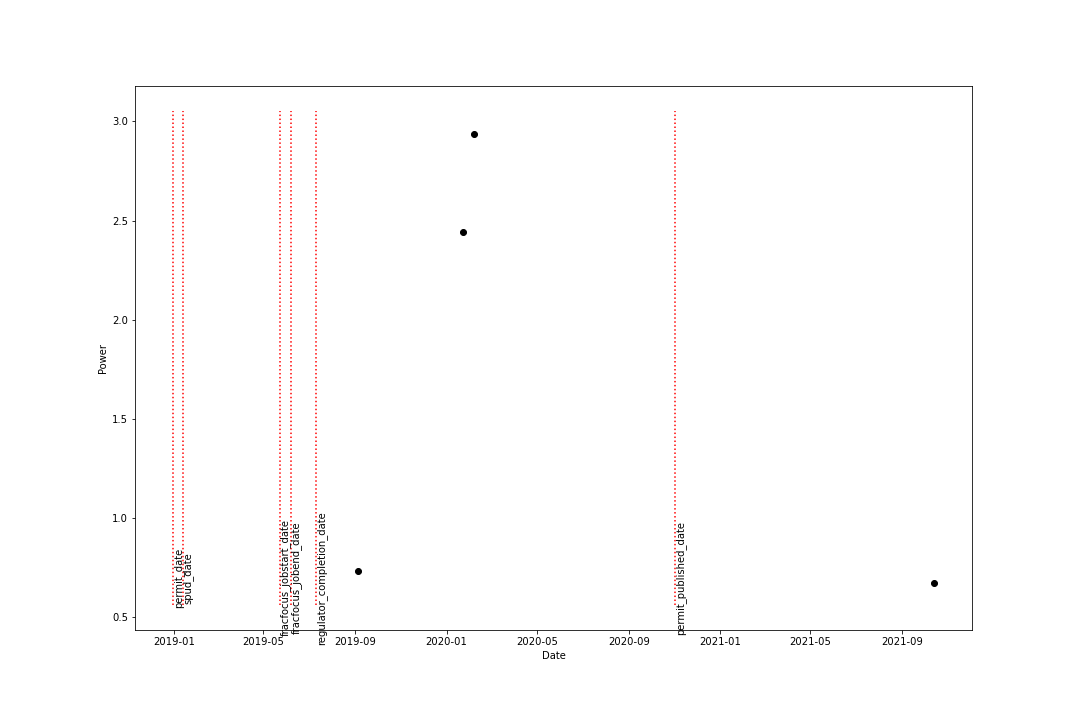 3.0
2.5
2.0
1.5
1.0
0.5
Power
permit_date
spud_date
fracfocus_jobstart_date
fracfocus_jobend_date
regulator_completion_date
permit_published_date
2019-01 2019-05 2019-09 2020-01 2020-05 2020-09 2021-01 2021-05 2021-09
Date